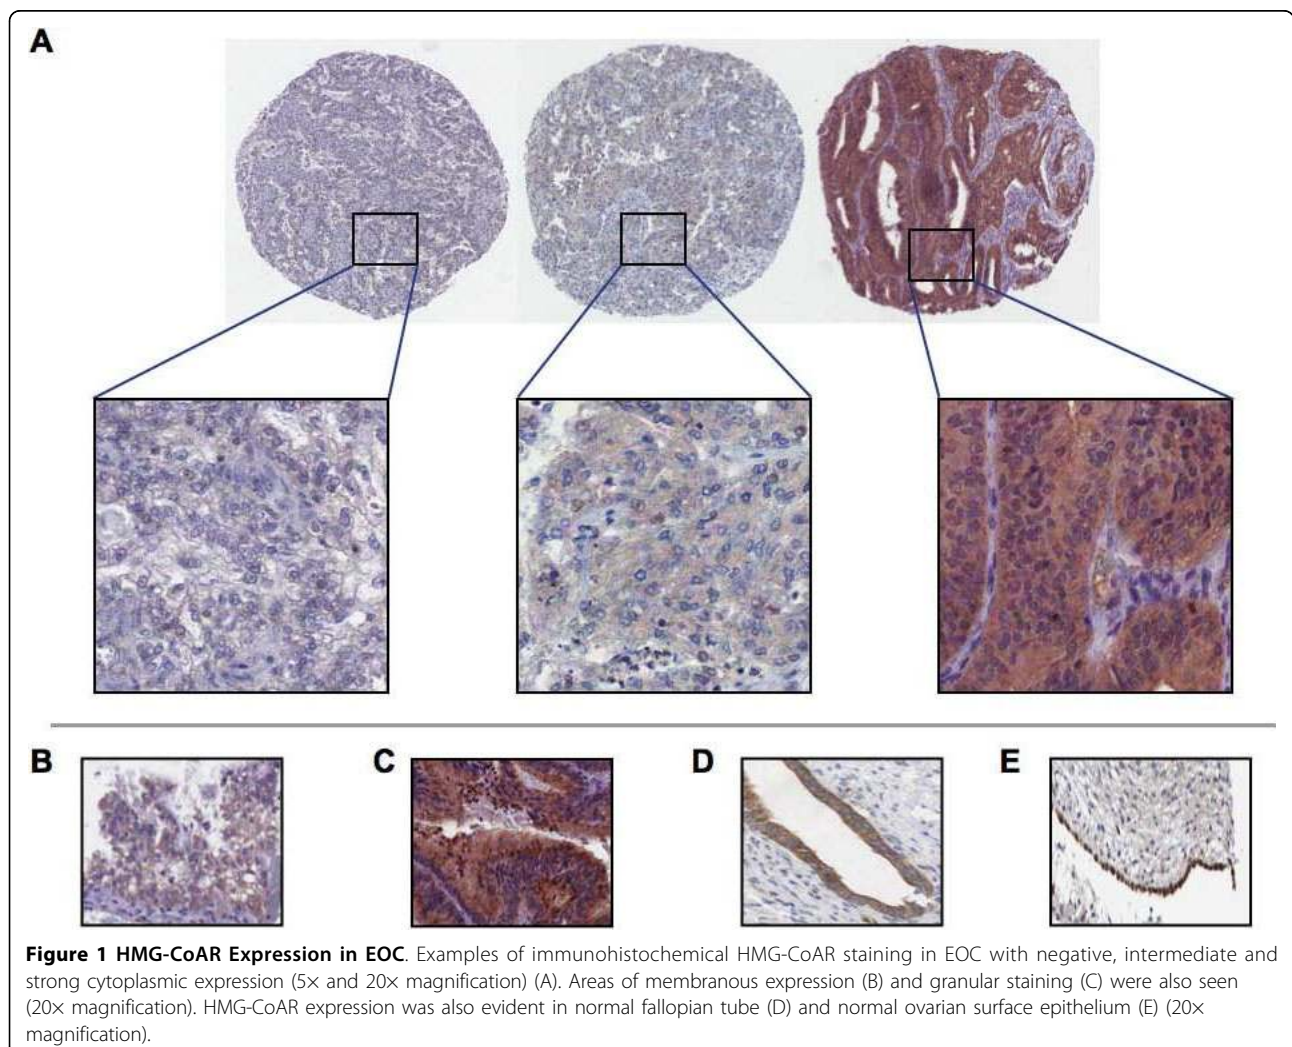 A
B
C
D
E
Figure 1 HMG-CoAR Expression in EOC. Examples of immunohistochemical HMG-CoAR staining in EOC with negative, intermediate and
strong cytoplasmic expression (5× and 20× magnification) (A). Areas of membranous expression (B) and granular staining (C) were also seen
(20× magnification). HMG-CoAR expression was also evident in normal fallopian tube (D) and normal ovarian surface epithelium (E) (20×
magnification).